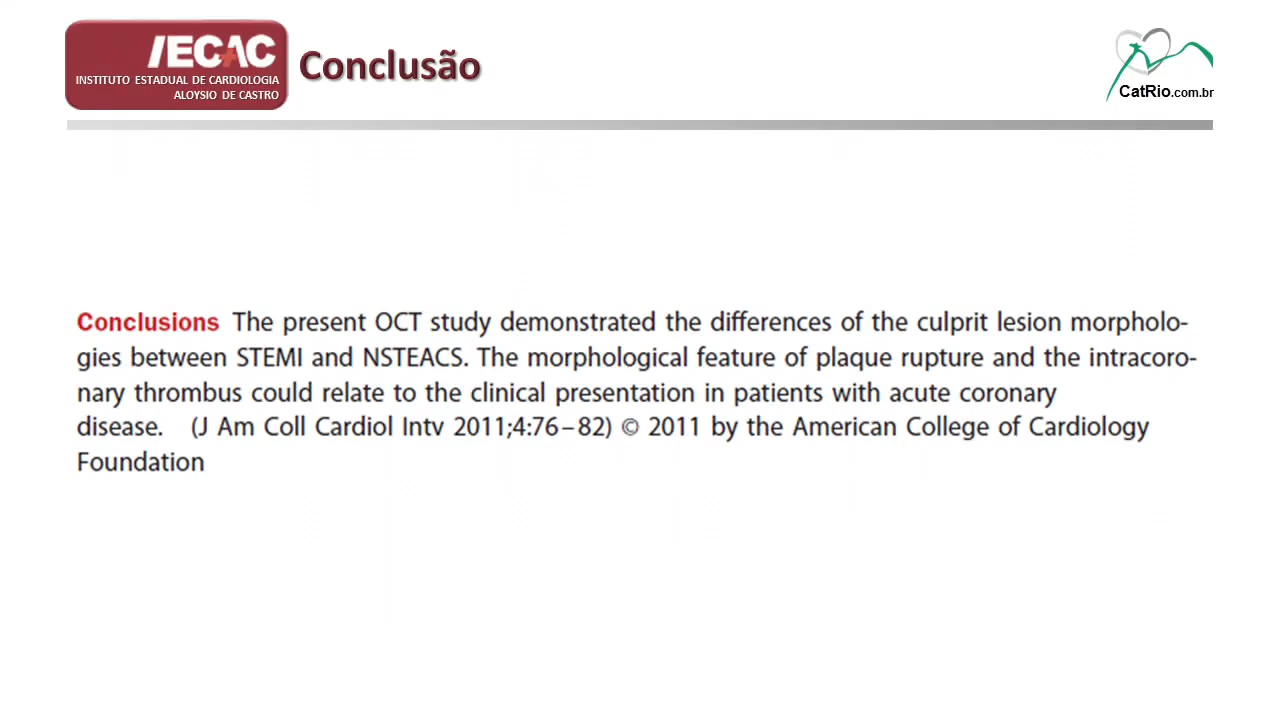 IECAC
INSTITUTO ESTADUAL DE CARDIOLOGIA
ALOYSIO DE CASTRO
Conclusão
CatRio.com.br
Conclusions The present OCT study demonstrated the differences of the culprit lesion morpholo-
gies between STEMI and NSTEACS. The morphological feature of plaque rupture and the intracoro-
nary thrombus could relate to the clinical presentation in patients with acute coronary
disease. (J Am Coll Cardiol Intv 2011;4:76–82) © 2011 by the American College of Cardiology
Foundation